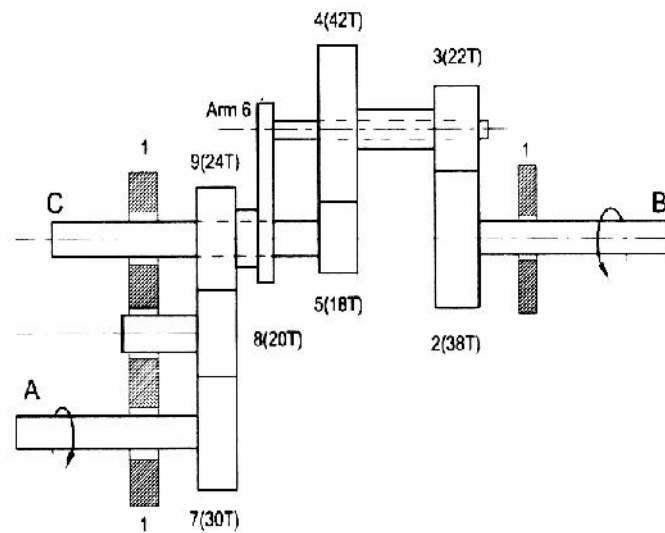 4(42T)
3(22T)
Arm 6
1
9(24T)
1
C
B
5(18T)
8(20T)
2(38T)
A
1
7(30T)